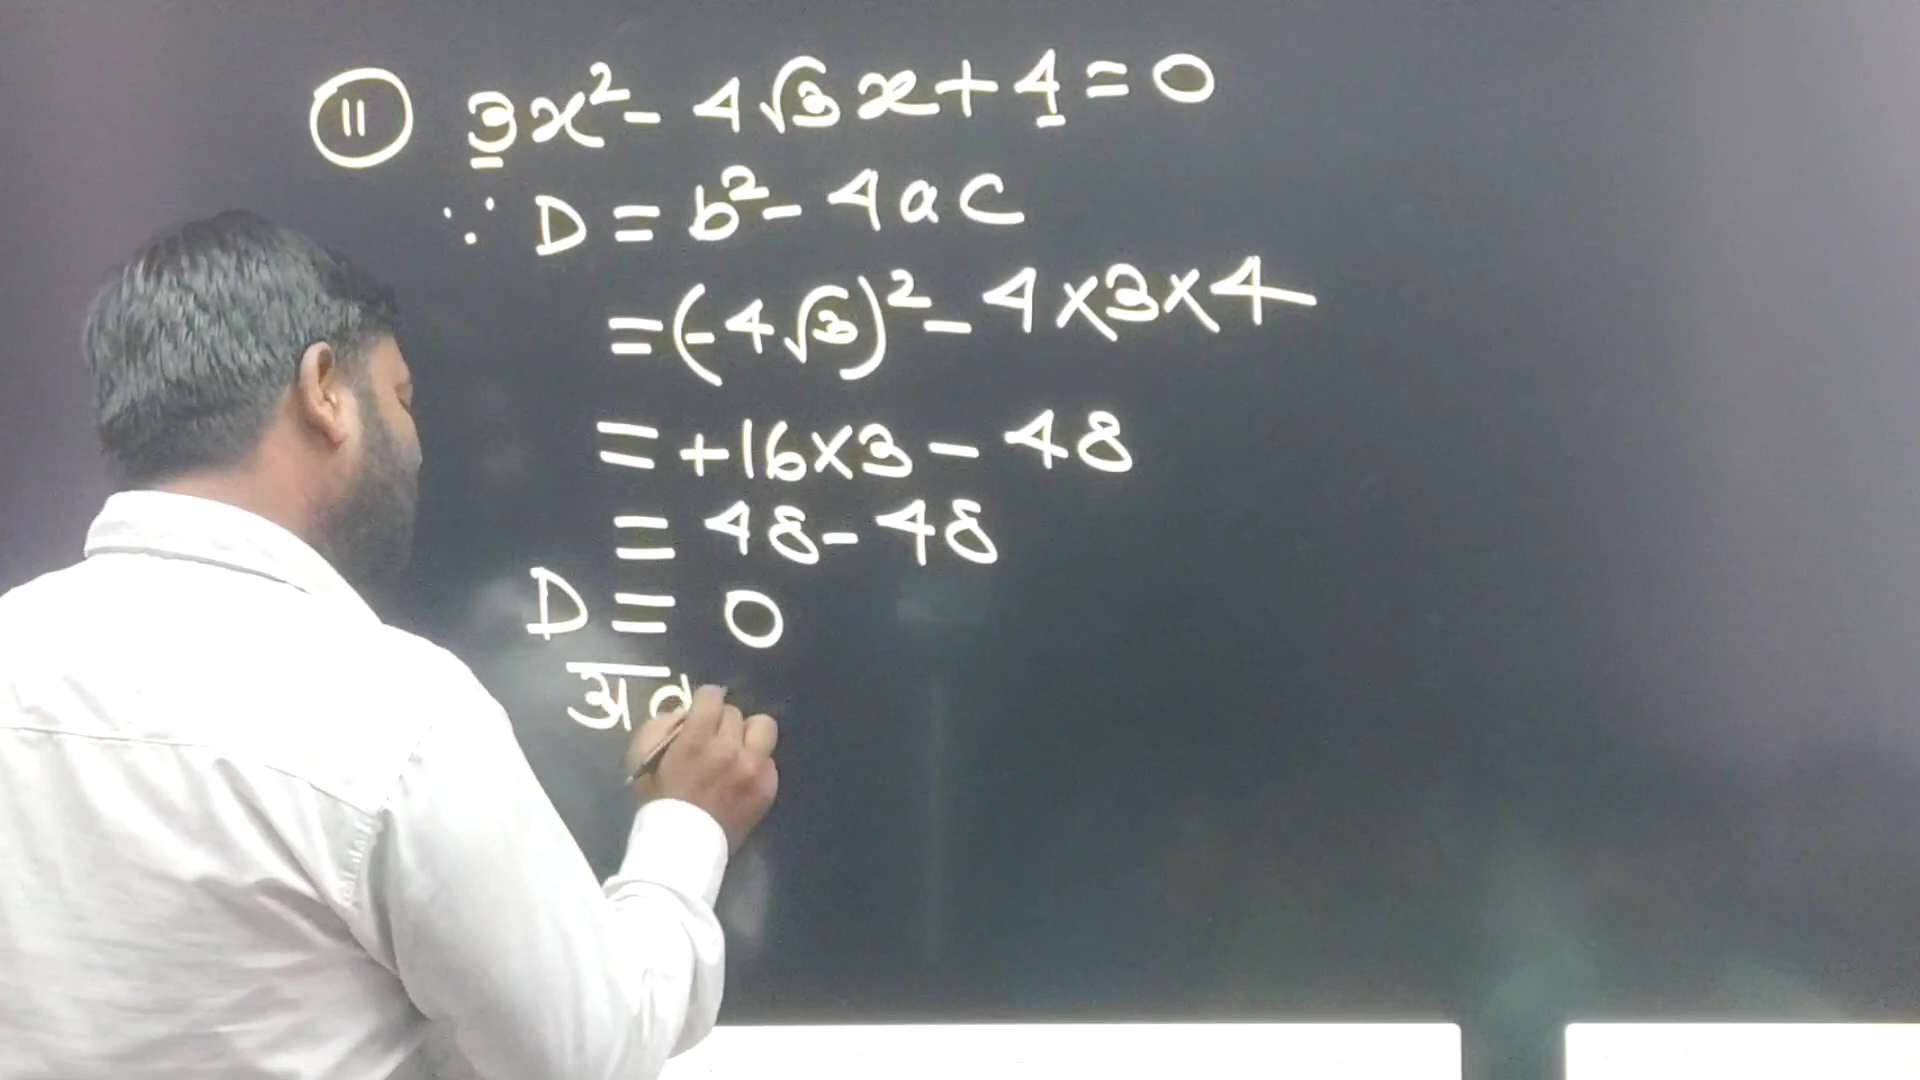 (11) 3x² - 4√3x + 4 = 0
∵ D = b² - 4ac
= (-4√3)² - 4×3×4
= +16×3 - 48
= 48 - 48
D = 0